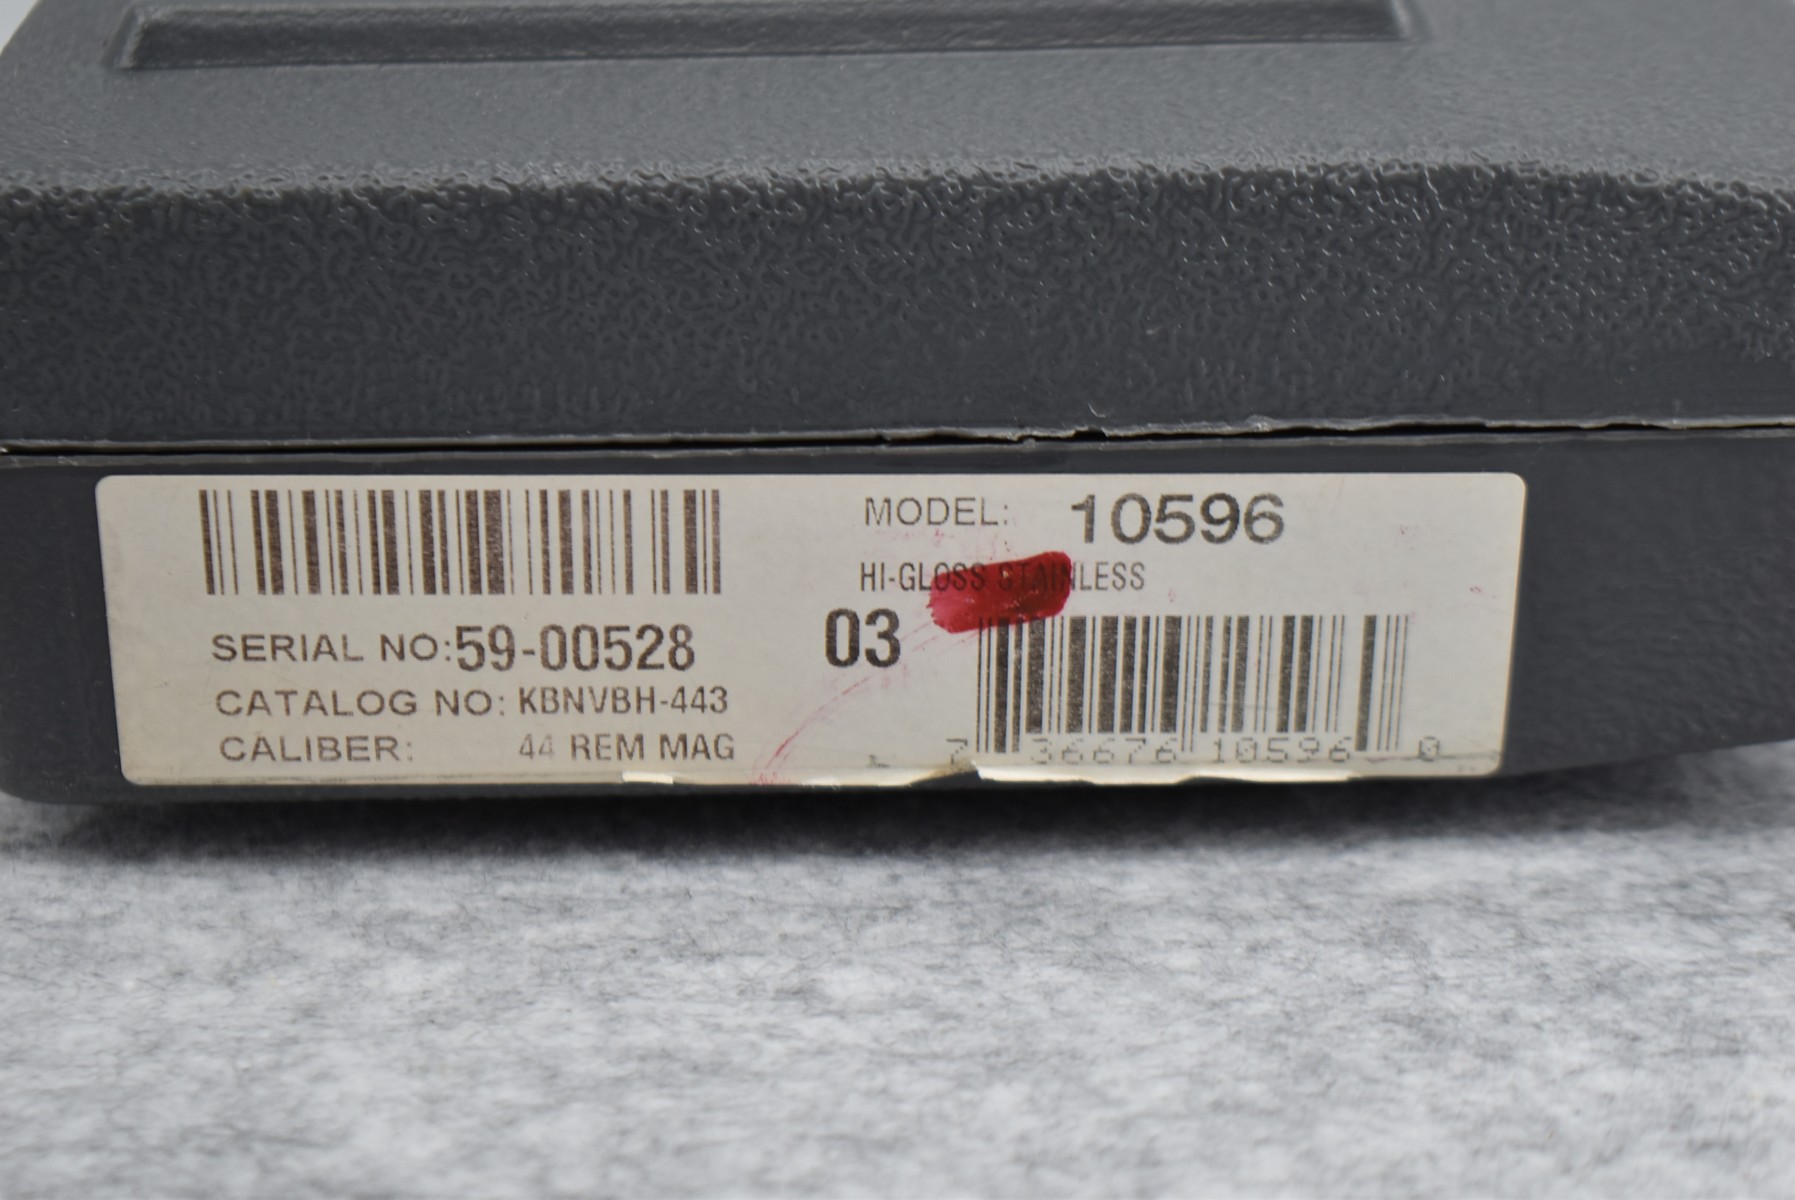 MODEL: 10596
HI-GLOSS STAINLESS
SERIAL NO: 59-00528
03
CATALOG NO: KBNVBH-443
CALIBER: 44 REM MAG
7 36676 10596 0